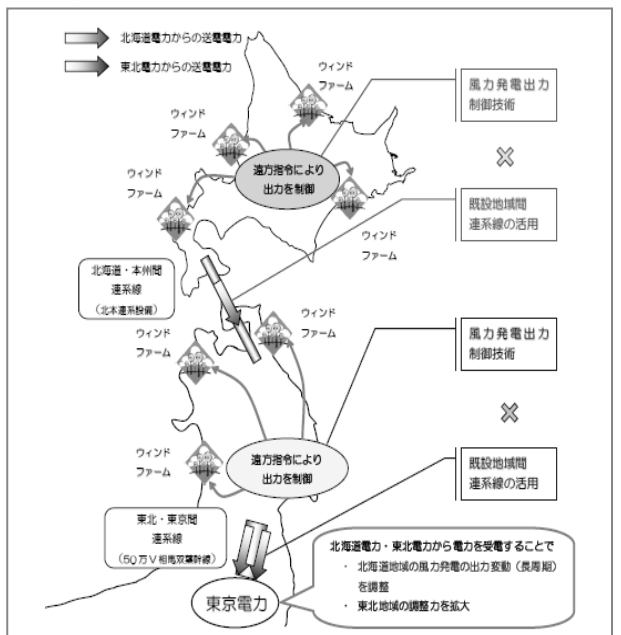 北海道電力からの送電電力
東北電力からの送電電力
ウィンド
ファーム
風力発電出力
制御技術
ウィンド
ファーム
遠方指令により
出力を制御
ウィンド
ファーム
既設地域間
連系線の活用
ウィンド
ファーム
北海道・本州間
連系線
(北本連系設備)
ウィンド
ファーム
ウィンド
ファーム
風力発電出力
制御技術
ウィンド
ファーム
遠方指令により
出力を制御
既設地域間
連系線の活用
東北・東京間
連系線
(50万V相馬双葉幹線)
北海道電力・東北電力から電力を受電することで
・ 北海道地域の風力発電の出力変動(長周期)
を調整
・ 東北地域の調整力を拡大
東京電力